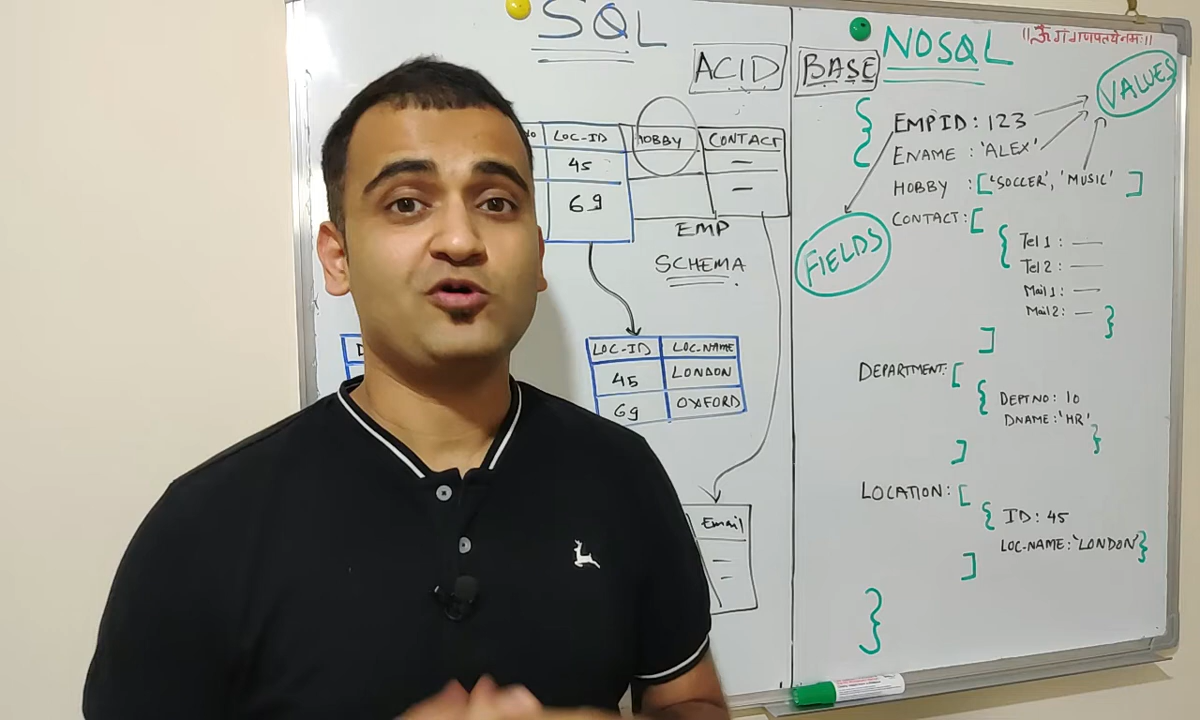 SQL
ACID
LOC-ID
HOBBY
CONTACT
45
69
EMP
SCHEMA
LOC-ID
LOC-NAME
45
LONDON
69
OXFORD
Email
BASE
NOSQL
VALUES
{
EMPID: 123
ENAME : 'ALEX'
HOBBY : ['SOCCER', 'MUSIC' ]
FIELDS
CONTACT: [
{ Tel 1 : —
Tel 2 : —
Mail 1 : —
Mail 2 : — }
]
DEPARTMENT: [
{ DEPTNO: 10
DNAME: 'HR'
}
]
LOCATION: [
{ ID: 45
LOC-NAME: 'LONDON' }
]
}